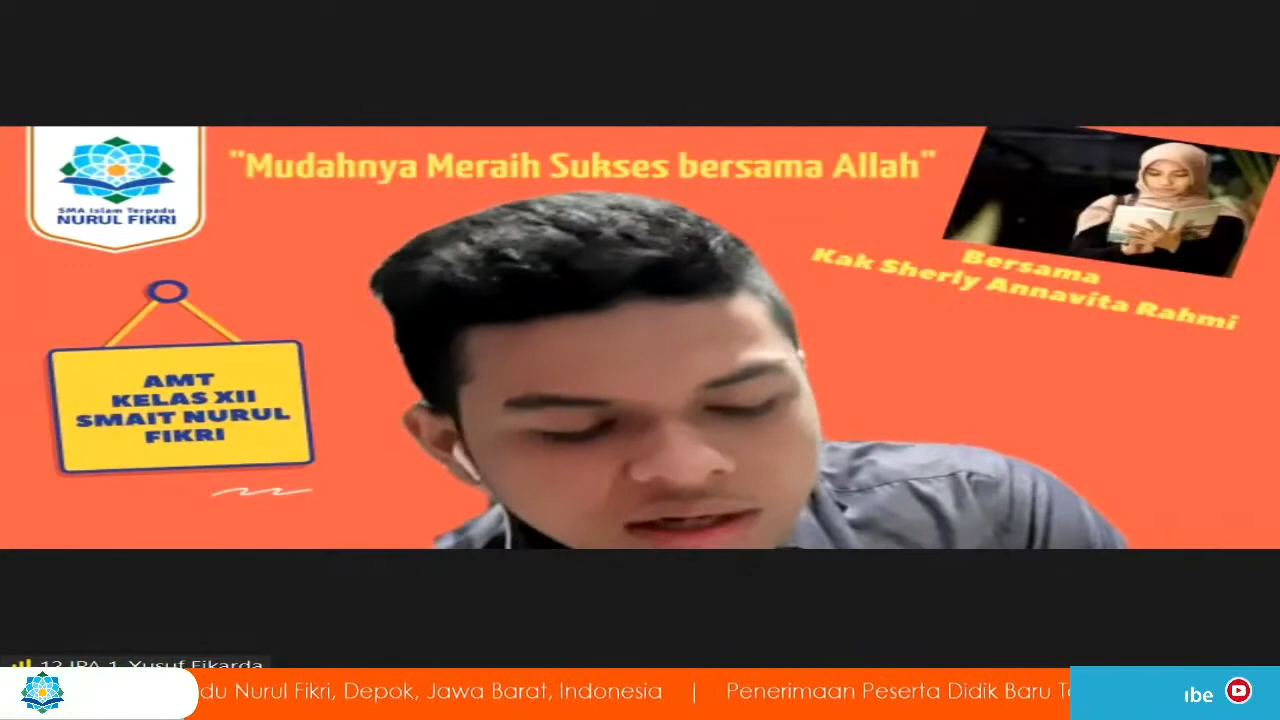 "Mudahnya Meraih Sukses bersama Allah"
SMA Islam Terpadu
NURUL FIKRI
Bersama
Kak Sherly Annavita Rahmi
AMT
KELAS XII
SMAIT NURUL
FIKRI
12 IPA 1_Yusuf Fikarda
du Nurul Fikri, Depok, Jawa Barat, Indonesia | Penerimaan Peserta Didik Baru Ta
ibe